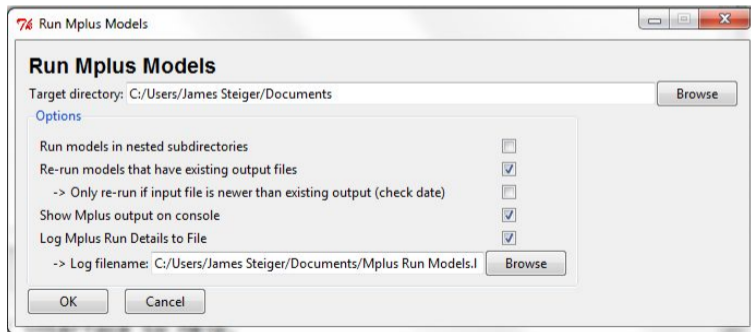 Run Mplus Models
Run Mplus Models
Target directory: C:/Users/James Steiger/Documents Browse
Options
Run models in nested subdirectories
Re-run models that have existing output files
-> Only re-run if input file is newer than existing output (check date)
Show Mplus output on console
Log Mplus Run Details to File
-> Log filename: C:/Users/James Steiger/Documents/Mplus Run Models.l Browse
OK Cancel